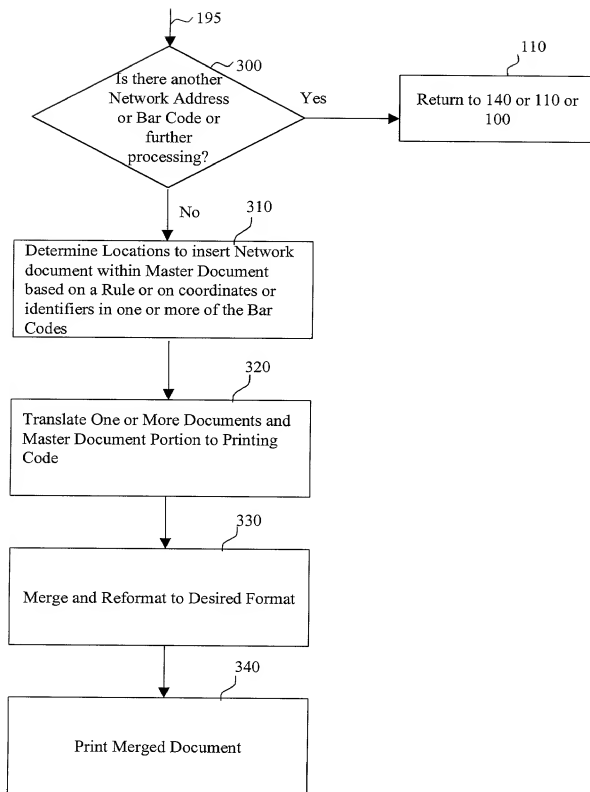 195
300
Is there another
Network Address
or Bar Code or
further
processing?
Yes
110
Return to 140 or 110 or
100
No
310
Determine Locations to insert Network
document within Master Document
based on a Rule or on coordinates or
identifiers in one or more of the Bar
Codes
320
Translate One or More Documents and
Master Document Portion to Printing
Code
330
Merge and Reformat to Desired Format
340
Print Merged Document